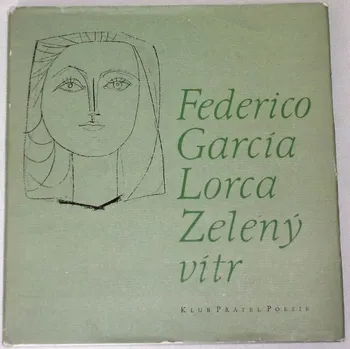 Federico
García
Lorca
Zelený
vítr
KLUB PŘÁTEL POEZIE